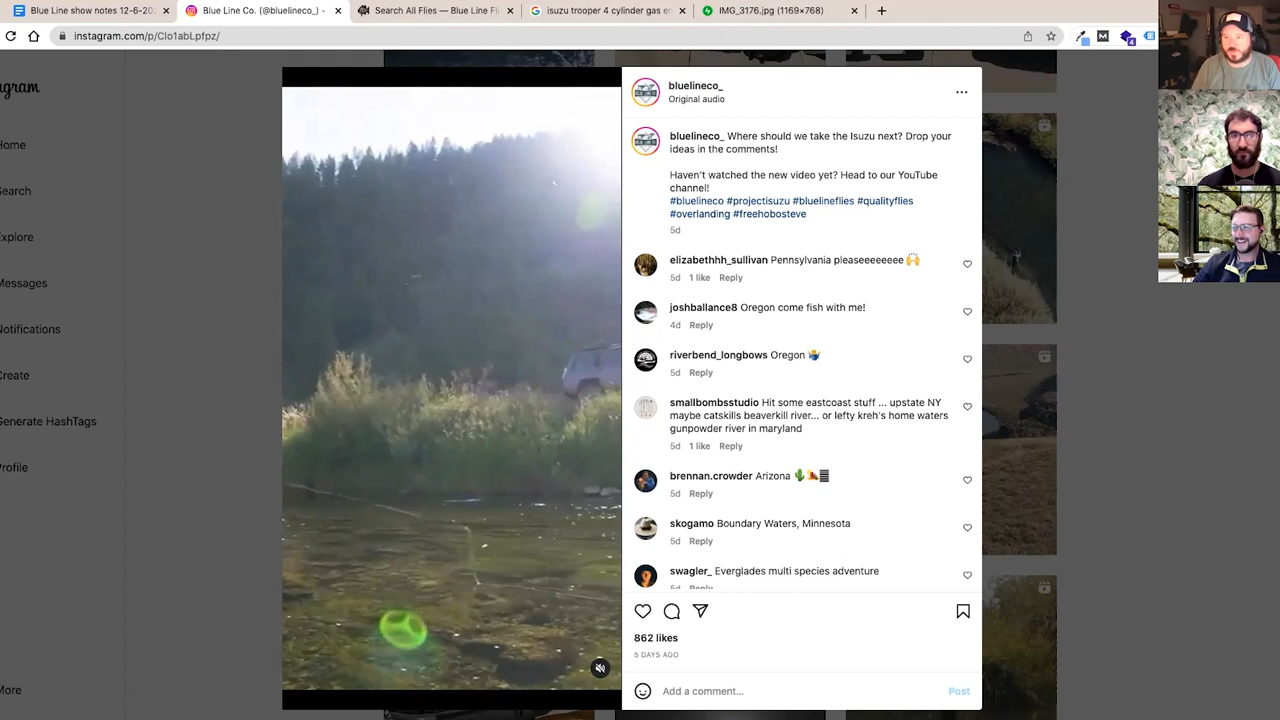 Blue Line show notes 12-6-202
Blue Line Co. (@bluelineco_) •
Search All Flies — Blue Line Fl
isuzu trooper 4 cylinder gas e
IMG_3176.jpg (1169×768)
instagram.com/p/Clo1abLpfpz/
gram
ome
Search
Explore
Messages
Notifications
Create
Generate HashTags
Profile
More
bluelineco_
Original audio
bluelineco_ Where should we take the Isuzu next? Drop your
ideas in the comments!
Haven't watched the new video yet? Head to our YouTube
channel!
#bluelineco #projectisuzu #bluelineflies #qualityflies
#overlanding #freehobosteve
5d
elizabethhh_sullivan Pennsylvania pleaseeeeeeee 🙌
5d 1 like Reply
joshballance8 Oregon come fish with me!
4d Reply
riverbend_longbows Oregon 🤷‍♂️
5d Reply
smallbombsstudio Hit some eastcoast stuff ... upstate NY
maybe catskills beaverkill river... or lefty kreh's home waters
gunpowder river in maryland
5d 1 like Reply
brennan.crowder Arizona 🌵
5d Reply
skogamo Boundary Waters, Minnesota
5d Reply
swagler_ Everglades multi species adventure
5d Reply
862 likes
5 DAYS AGO
Add a comment...
Post